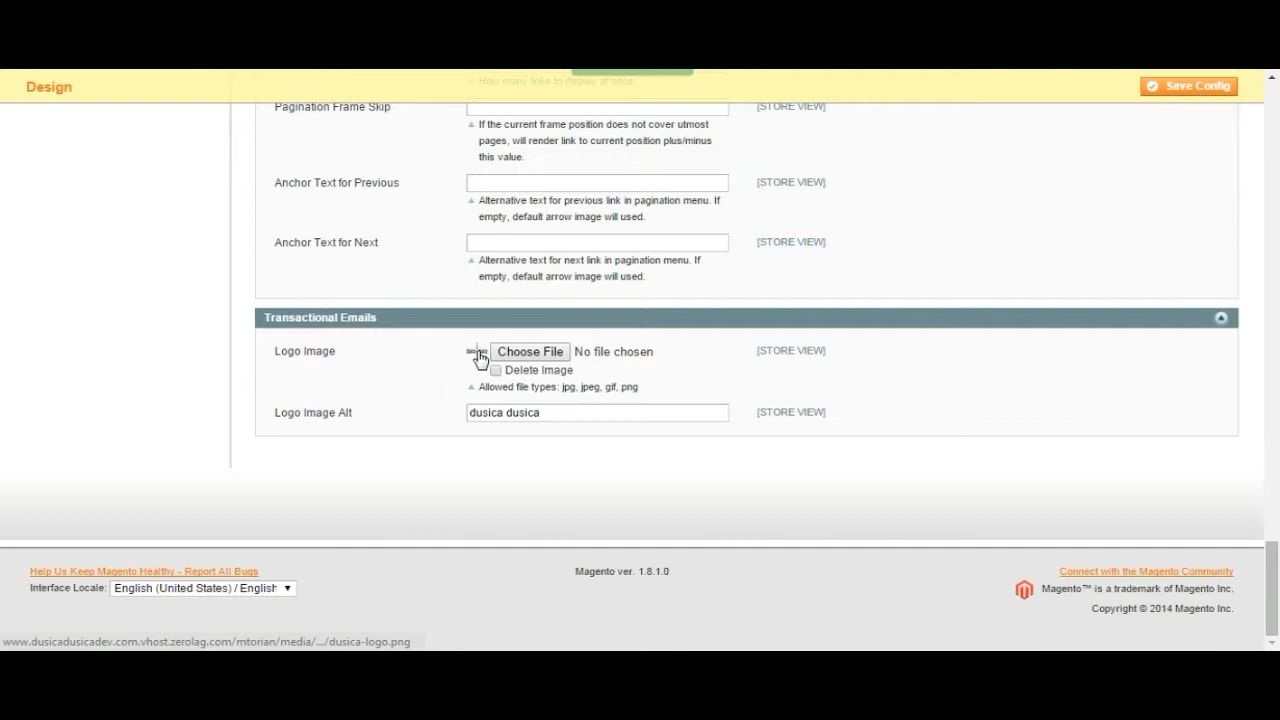 How many links to display at once.
Design
Save Config
Pagination Frame Skip
[STORE VIEW]
If the current frame position does not cover utmost
pages, will render link to current position plus/minus
this value.
Anchor Text for Previous
[STORE VIEW]
Alternative text for previous link in pagination menu. If
empty, default arrow image will used.
Anchor Text for Next
[STORE VIEW]
Alternative text for next link in pagination menu. If
empty, default arrow image will used.
Transactional Emails
Logo Image
Choose File No file chosen
[STORE VIEW]
Delete Image
Allowed file types: jpg, jpeg, gif, png
Logo Image Alt
dusica dusica
[STORE VIEW]
Help Us Keep Magento Healthy - Report All Bugs
Magento ver. 1.8.1.0
Connect with the Magento Community
Interface Locale: English (United States) / English
Magento™ is a trademark of Magento Inc.
Copyright © 2014 Magento Inc.
www.dusicadusicadev.com.vhost.zerolag.com/mtorian/media/.../dusica-logo.png